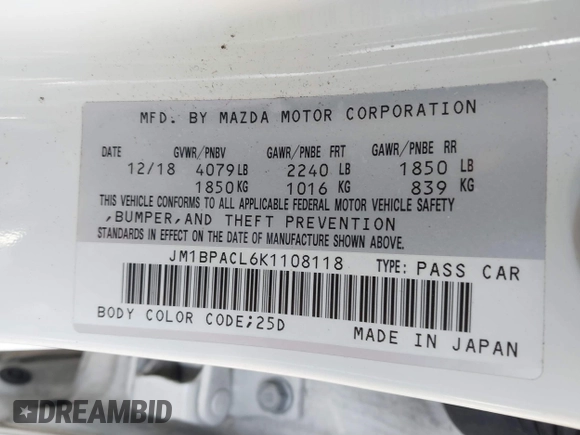 MFD. BY MAZDA MOTOR CORPORATION
DATE GVWR/PNBV GAWR/PNBE FRT GAWR/PNBE RR
12/18 4079LB 2240 LB 1850 LB
1850KG 1016 KG 839 KG
THIS VEHICLE CONFORMS TO ALL APPLICABLE FEDERAL MOTOR VEHICLE SAFETY
,BUMPER,AND THEFT PREVENTION
STANDARDS IN EFFECT ON THE DATE OF MANUFACTURE SHOWN ABOVE.
JM1BPACL6K1108118 TYPE: PASS CAR
BODY COLOR CODE;25D MADE IN JAPAN
DREAMBID